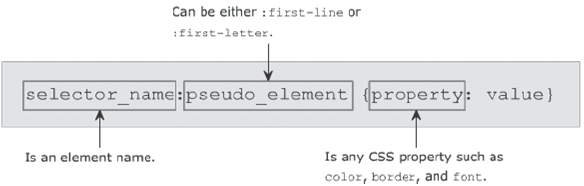 Can be either :first-line or
:first-letter.
selector_name:pseudo_element {property: value}
Is an element name.
Is any CSS property such as
color, border, and font.